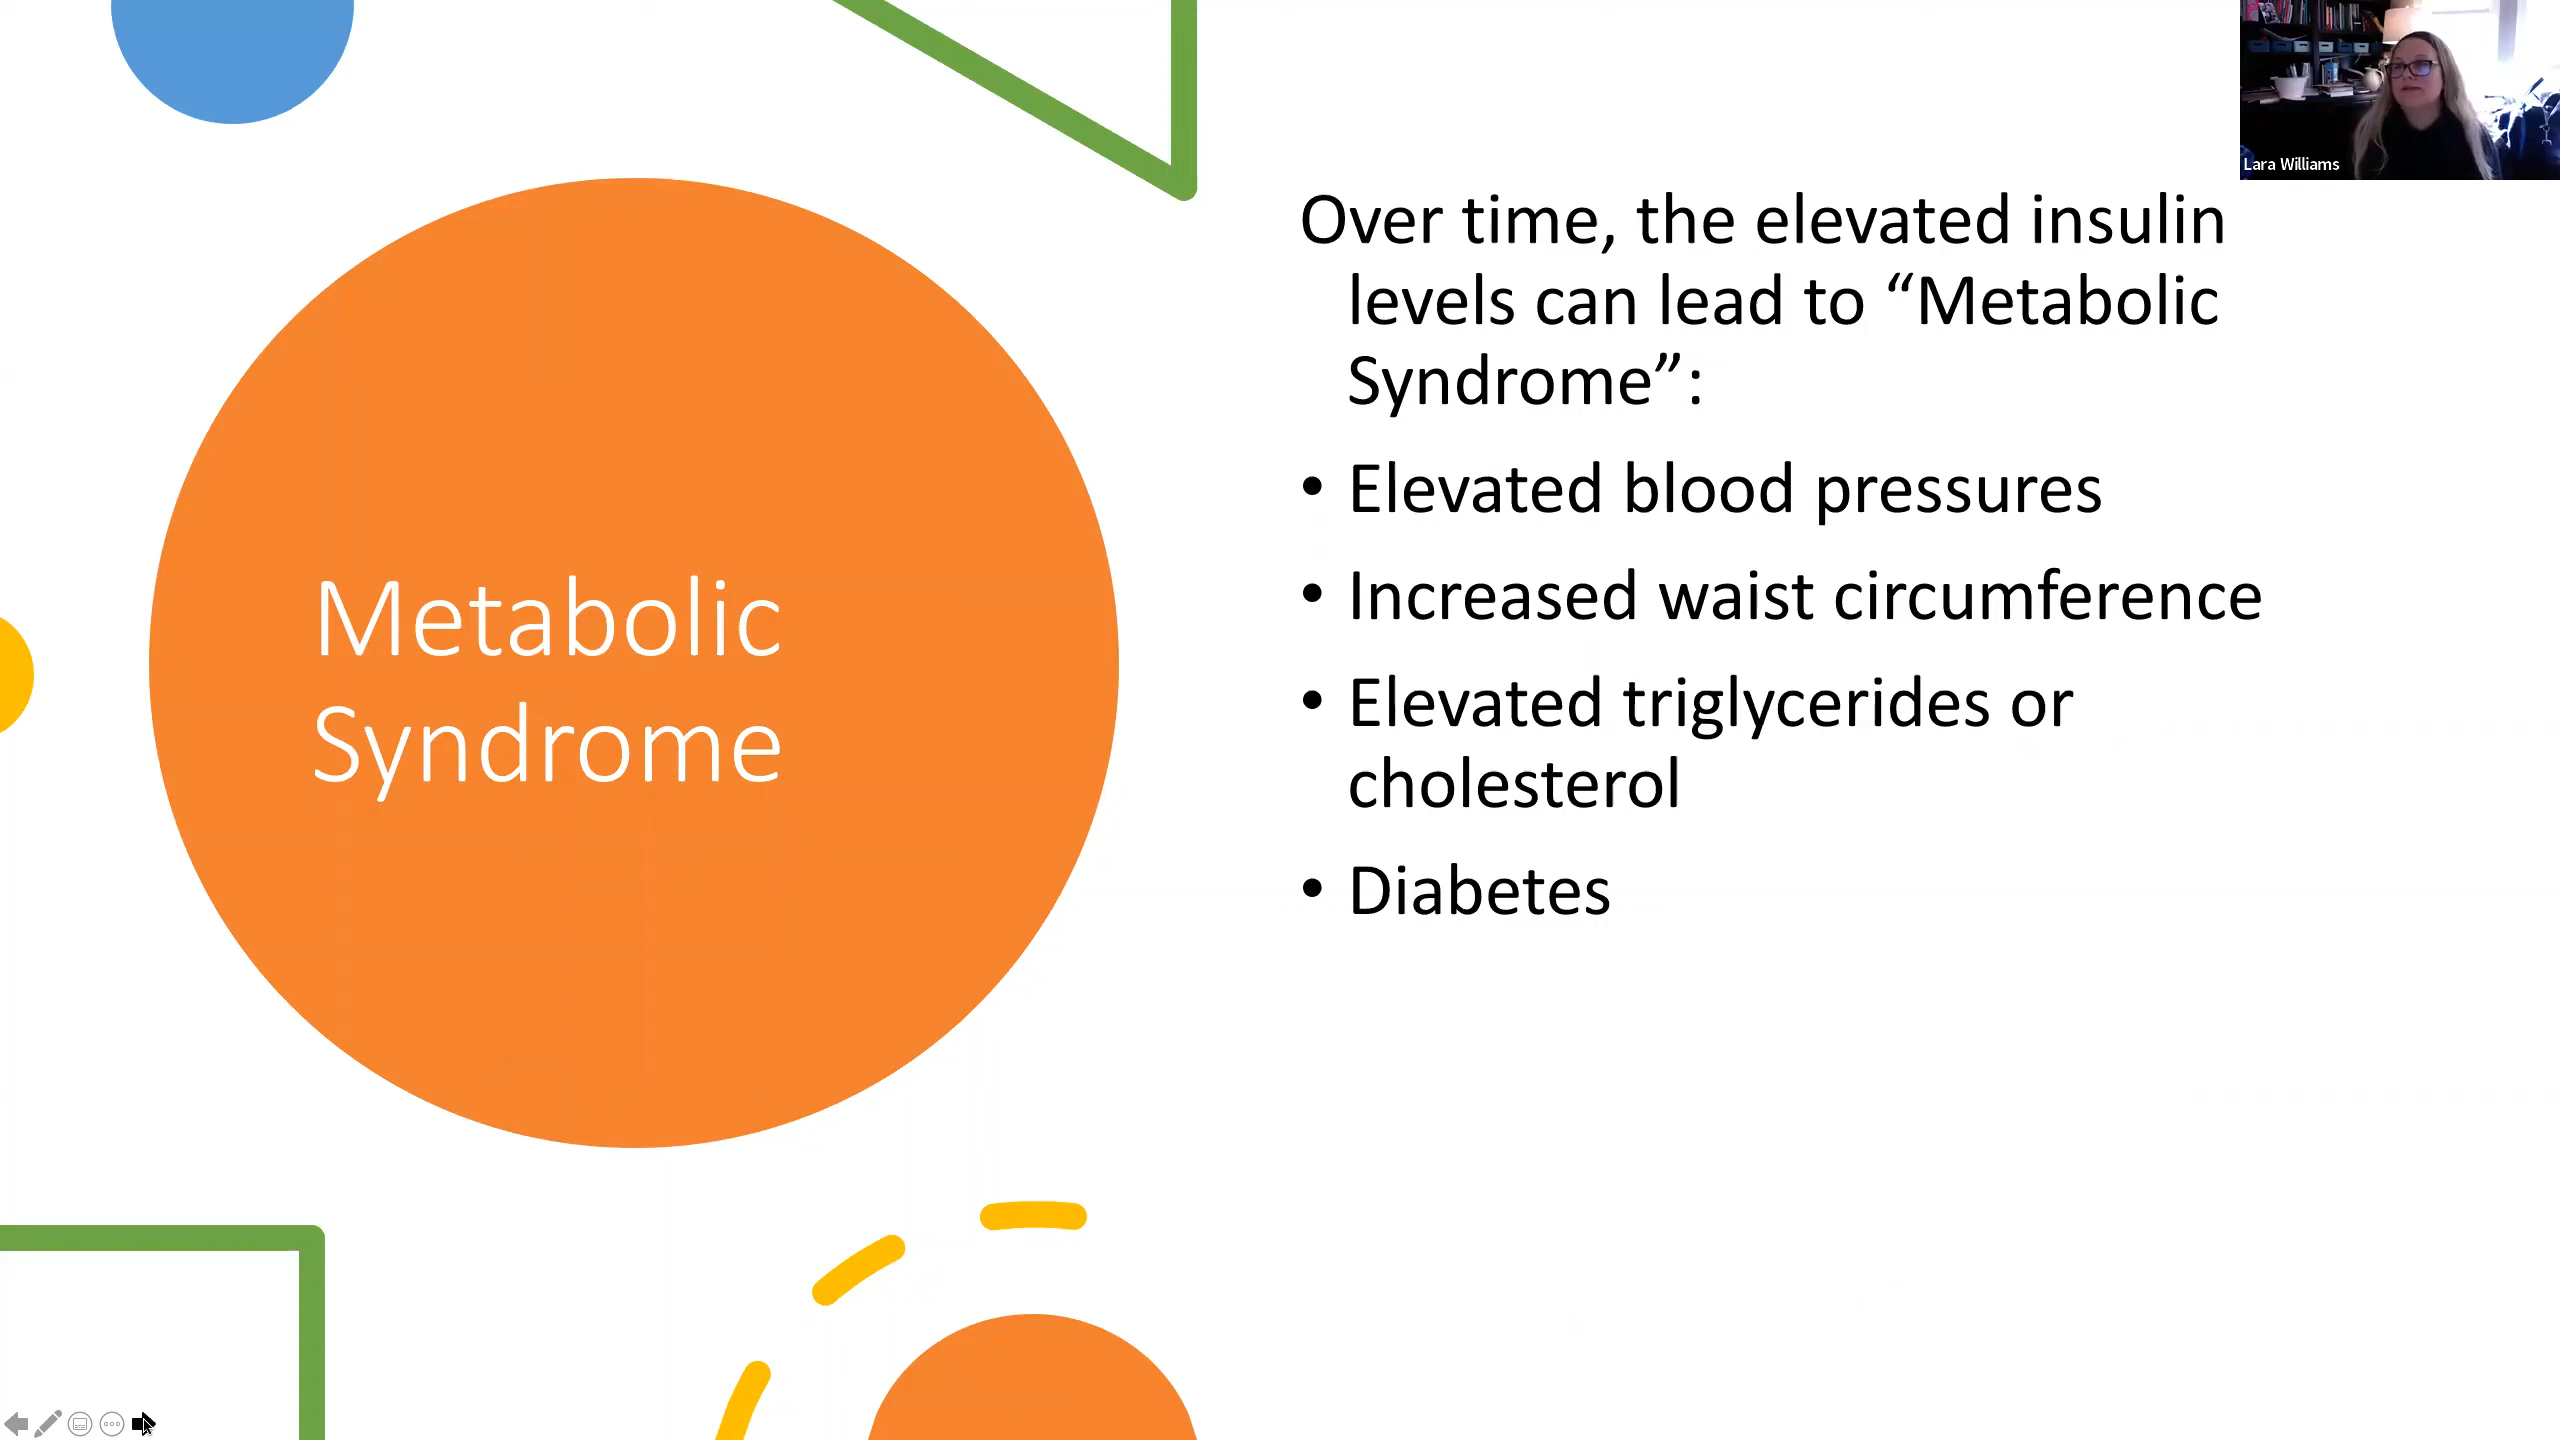 Lara Williams
Metabolic
Syndrome
Over time, the elevated insulin
levels can lead to “Metabolic
Syndrome”:
• Elevated blood pressures
• Increased waist circumference
• Elevated triglycerides or
cholesterol
• Diabetes